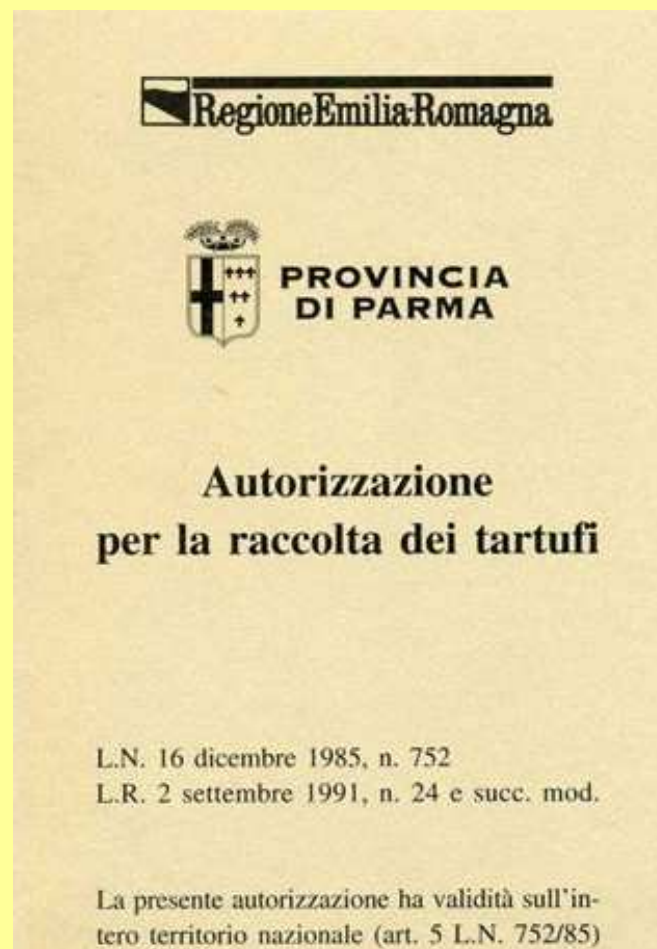 RegioneEmilia-Romagna
PROVINCIA
DI PARMA
Autorizzazione
per la raccolta dei tartufi
L.N. 16 dicembre 1985, n. 752
L.R. 2 settembre 1991, n. 24 e succ. mod.
La presente autorizzazione ha validità sull'in-
tero territorio nazionale (art. 5 L.N. 752/85)